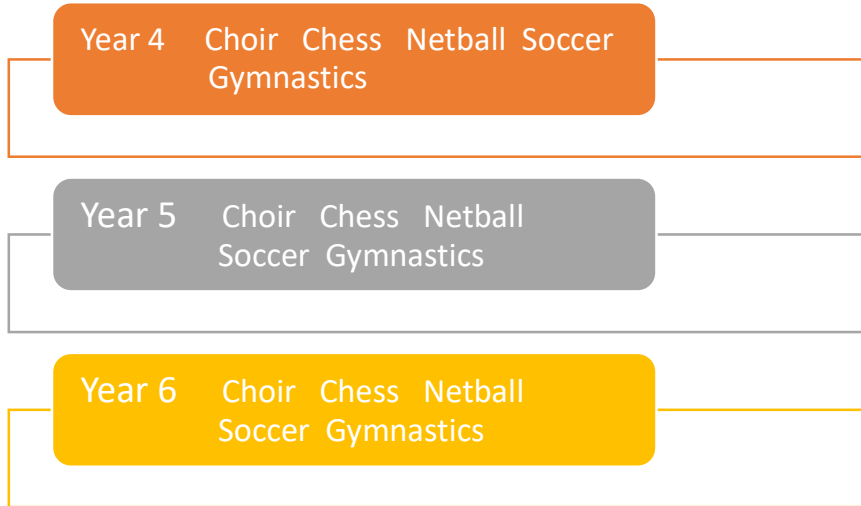 Year 4 Choir Chess Netball Soccer
Gymnastics
Year 5 Choir Chess Netball
Soccer Gymnastics
Year 6 Choir Chess Netball
Soccer Gymnastics